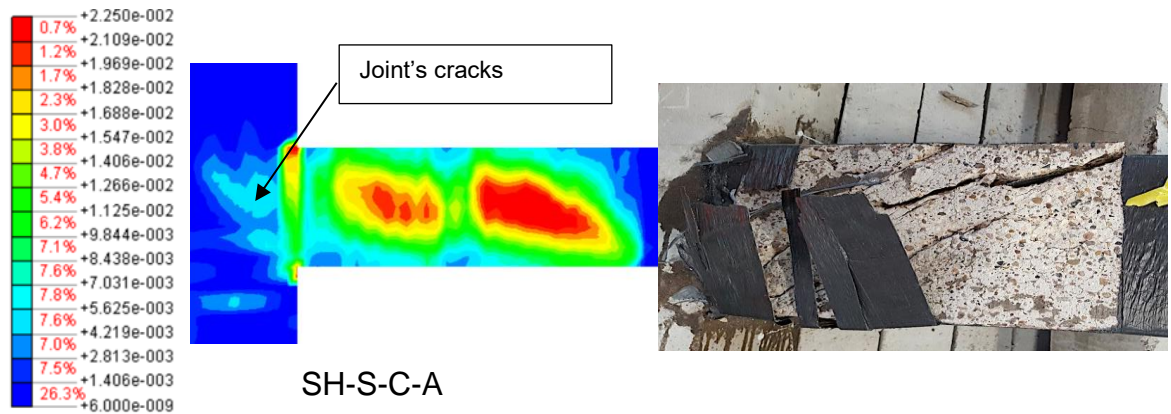 +2.250e-002
0.7%
+2.109e-002
1.2%
+1.969e-002
1.7%
+1.828e-002
2.3%
+1.688e-002
3.0%
+1.547e-002
3.8%
+1.406e-002
4.7%
+1.266e-002
5.4%
+1.125e-002
6.2%
+9.844e-003
7.1%
+8.438e-003
7.6%
+7.031e-003
7.8%
+5.625e-003
7.6%
+4.219e-003
7.0%
+2.813e-003
7.5%
+1.406e-003
26.3%
+6.000e-009
Joint's cracks
SH-S-C-A